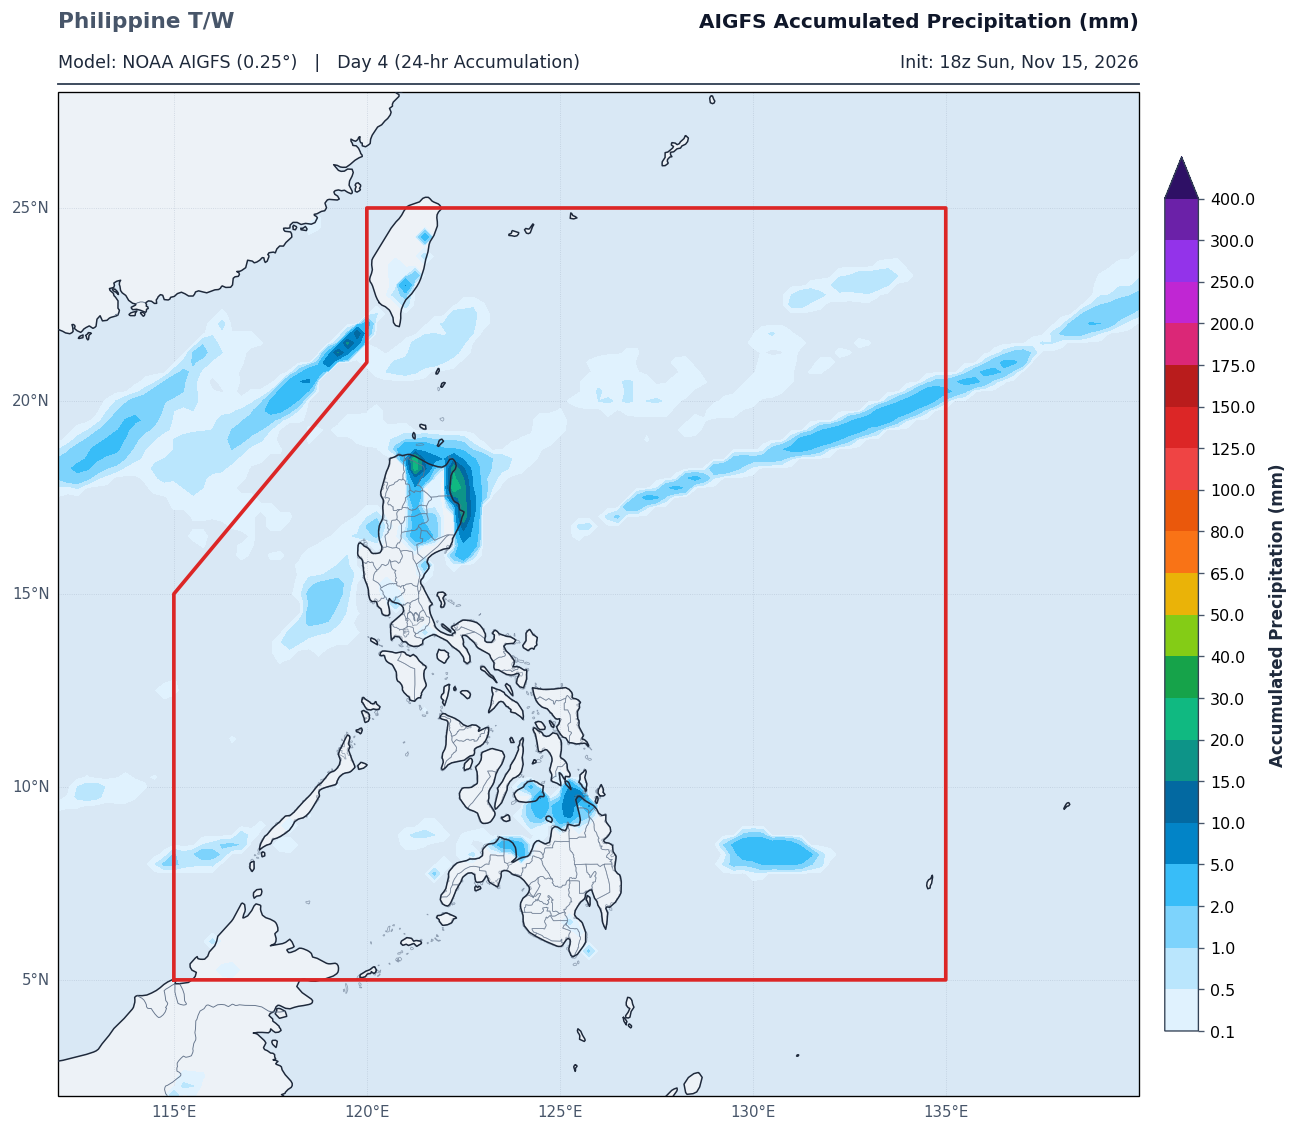 Philippine T/W
AIGFS Accumulated Precipitation (mm)
Model: NOAA AIGFS (0.25°)   |   Day 4 (24-hr Accumulation)
Init: 18z Sun, Nov 15, 2026
25°N
20°N
15°N
10°N
5°N
115°E
120°E
125°E
130°E
135°E
400.0
300.0
250.0
200.0
175.0
150.0
125.0
100.0
80.0
65.0
50.0
40.0
30.0
20.0
15.0
10.0
5.0
2.0
1.0
0.5
0.1
Accumulated Precipitation (mm)